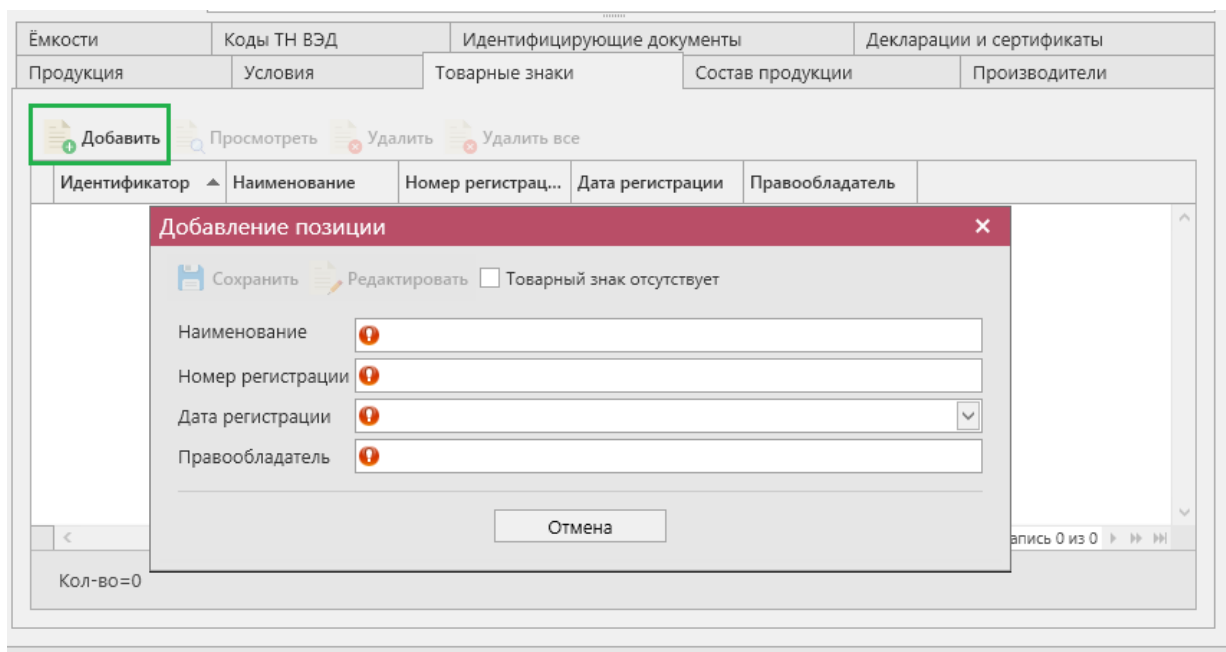 Ёмкости Коды ТН ВЭД Идентифицирующие документы Декларации и сертификаты
Продукция Условия Товарные знаки Состав продукции Производители
Добавить Просмотреть Удалить Удалить все
Идентификатор Наименование Номер регистрац... Дата регистрации Правообладатель
Добавление позиции
Сохранить Редактировать Товарный знак отсутствует
Наименование
Номер регистрации
Дата регистрации
Правообладатель
Отмена
апись 0 из 0
Кол-во=0